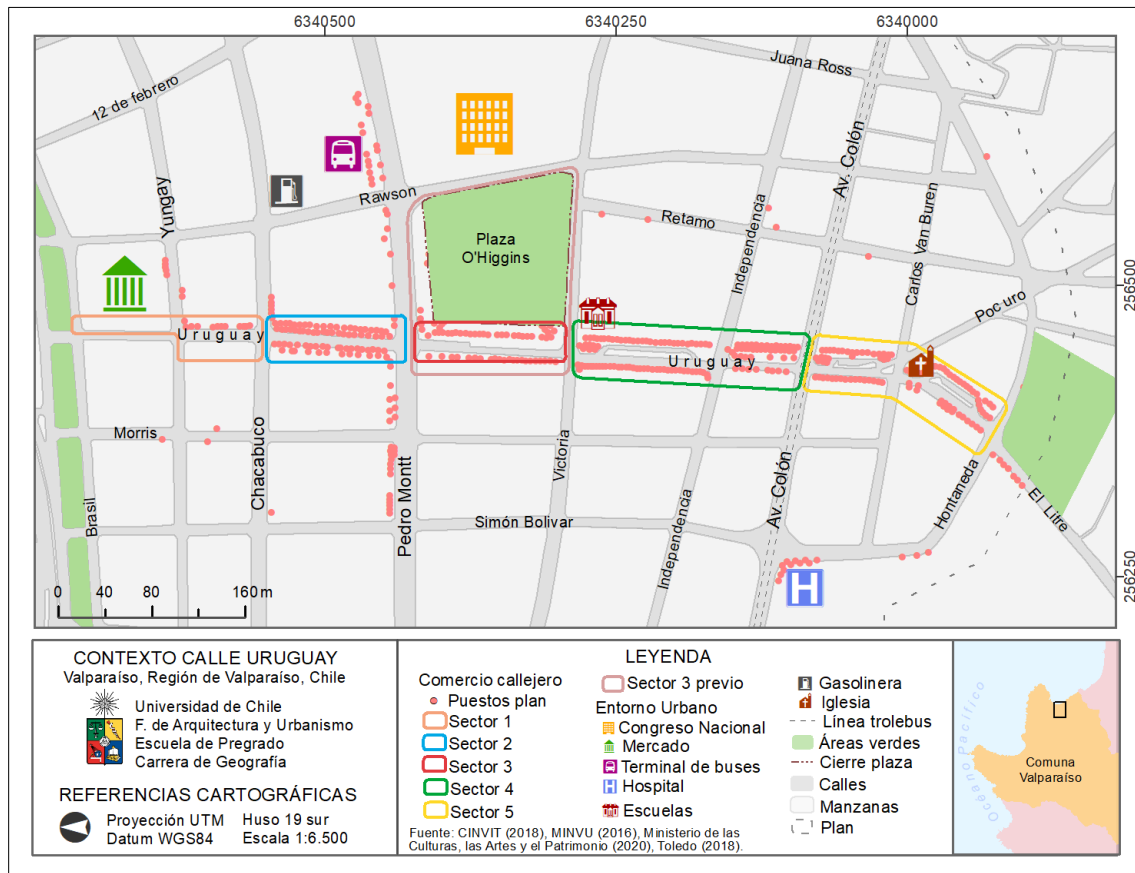 6340500
6340250
6340000
Juana Ross
12 de febrero
Av. Colón
Rawson
Yungay
Retamo
Independencia
Carlos Van Buren
Plaza
O'Higgins
256500
Poc uro
Uruguay
Uruguay
Morris
Chacabuco
Victoria
Pedro Montt
Av. Colón
Brasil
Simón Bolivar
Independencia
Hontaneda
El Litre
256250
0 40 80 160 m
CONTEXTO CALLE URUGUAY
Valparaíso, Región de Valparaíso, Chile
Universidad de Chile
F. de Arquitectura y Urbanismo
Escuela de Pregrado
Carrera de Geografía
REFERENCIAS CARTOGRÁFICAS
Proyección UTM Huso 19 sur
Datum WGS84 Escala 1:6.500
LEYENDA
Comercio callejero
Puestos plan
Sector 1
Sector 2
Sector 3
Sector 4
Sector 5
Sector 3 previo
Entorno Urbano
Congreso Nacional
Mercado
Terminal de buses
Hospital
Escuelas
Gasolinera
Iglesia
Línea trolebus
Áreas verdes
Cierre plaza
Calles
Manzanas
Plan
Fuente: CINVIT (2018), MINVU (2016), Ministerio de las
Culturas, las Artes y el Patrimonio (2020), Toledo (2018).
Océano Pacífico
Comuna
Valparaíso
H
H